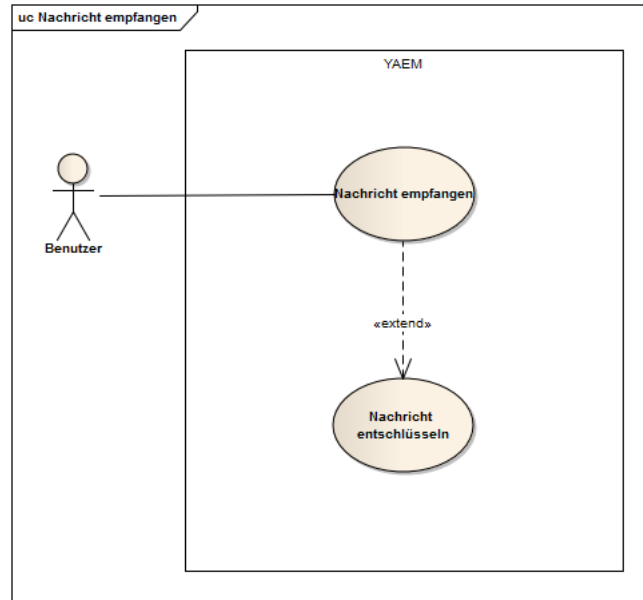 uc Nachricht empfangen
YAEM
Nachricht empfangen
Benutzer
«extend»
Nachricht
entschlüsseln